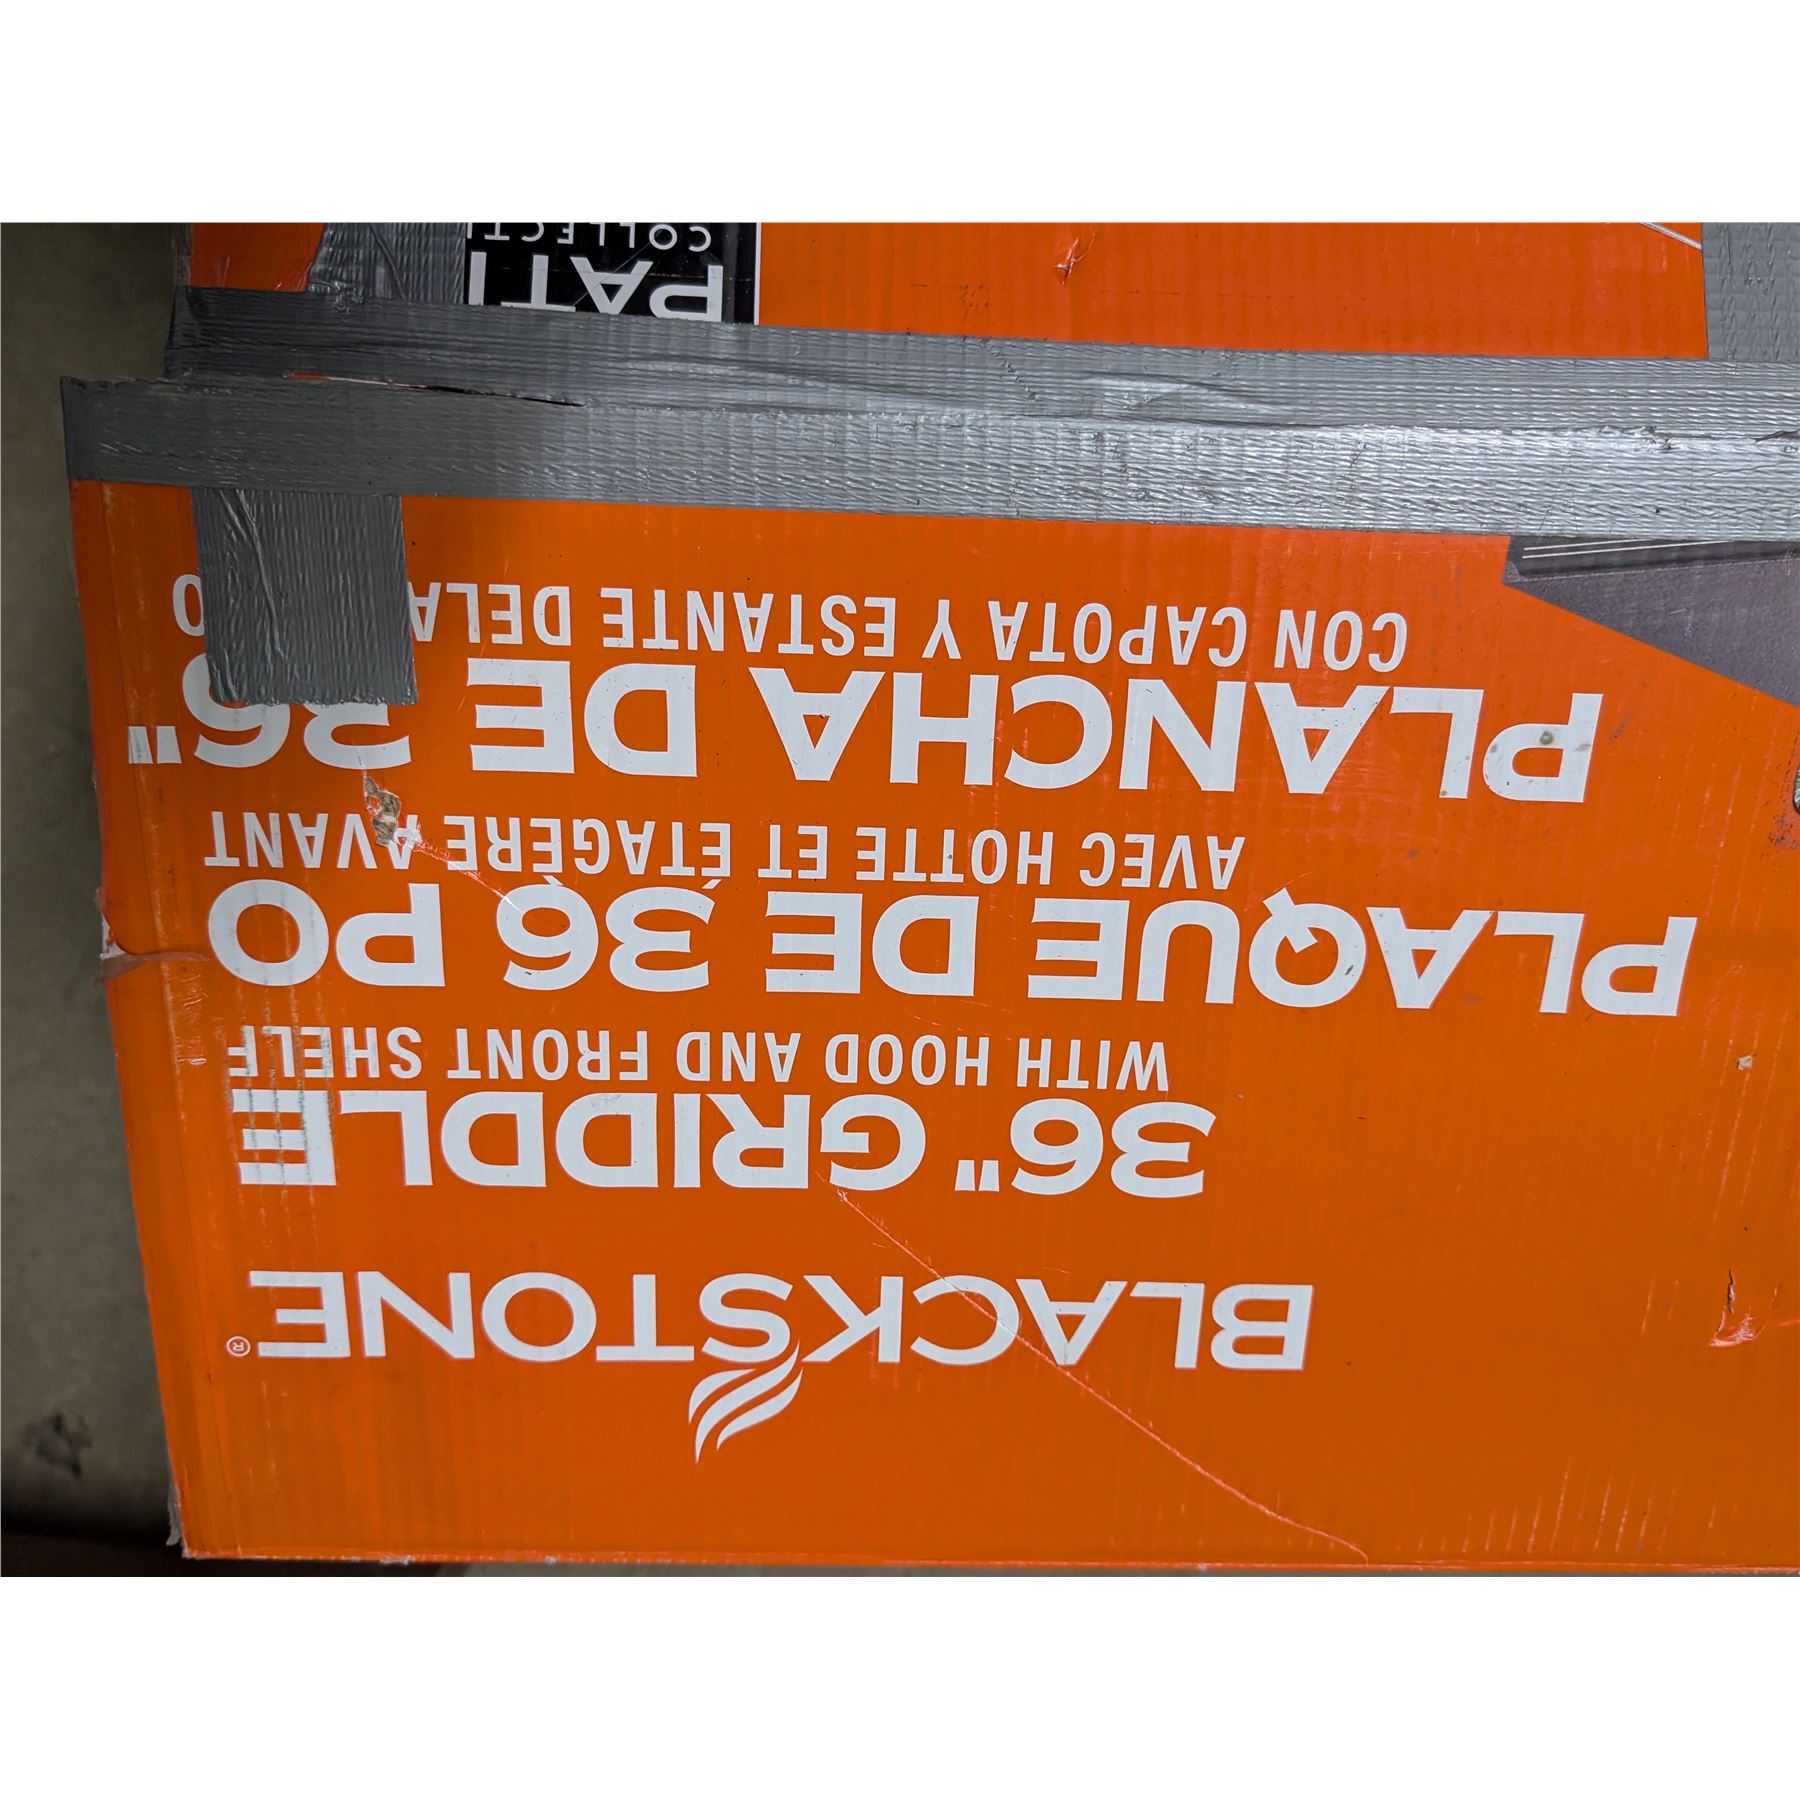 BLACKSTONE®
36" GRIDDLE
WITH HOOD AND FRONT SHELF
PLAQUE DE 36 PO
AVEC HOTTE ET ÉTAGÈRE AVANT
PLANCHA DE 36"
CON CAPOTA Y ESTANTE